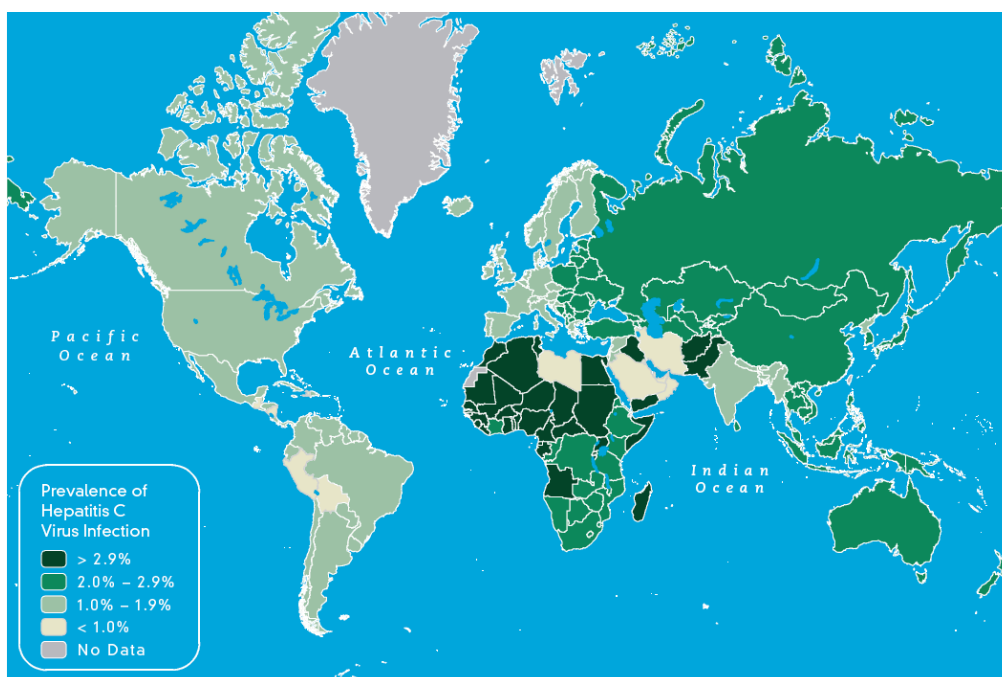 Pacific
Ocean
Atlantic
Ocean
Indian
Ocean
Prevalence of
Hepatitis C
Virus Infection
> 2.9%
2.0% – 2.9%
1.0% – 1.9%
< 1.0%
No Data